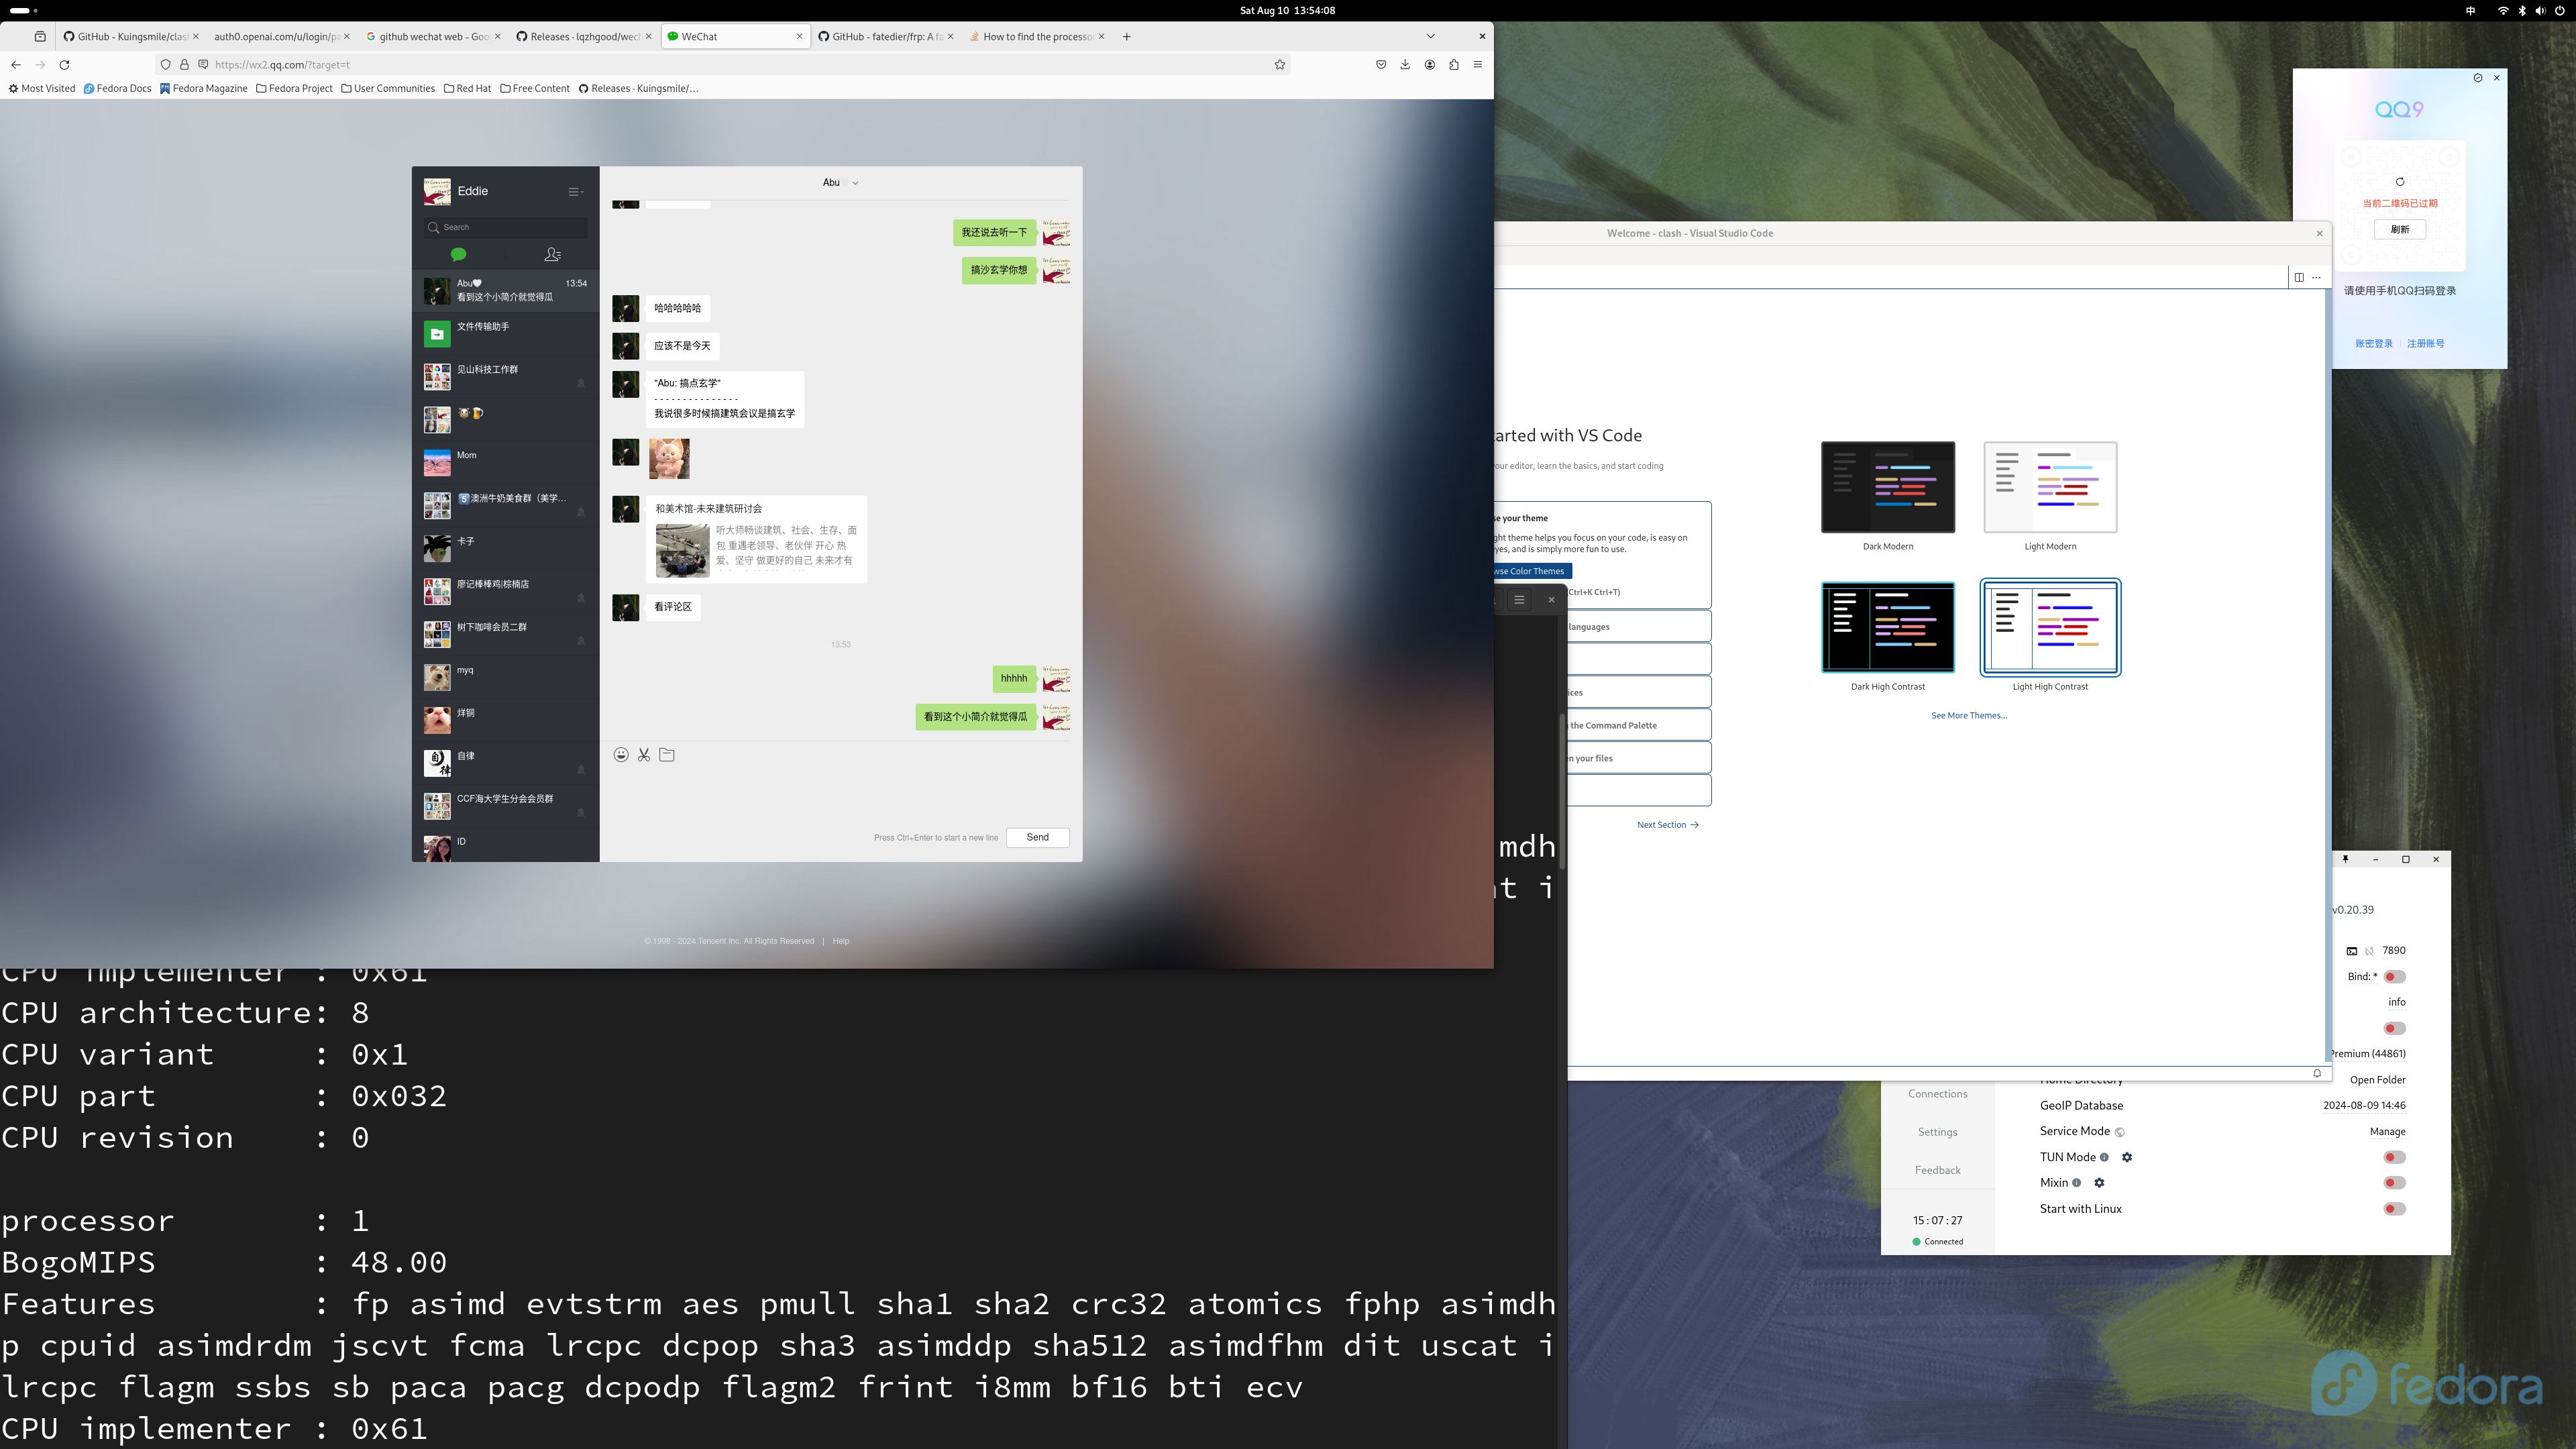 Sat Aug 10 13:54:08
中
GitHub - Kuingsmile/clas
auth0.openai.com/u/login/pa
github wechat web - Goo
Releases · lqzhgood/wech
WeChat
GitHub - fatedier/frp: A fa
How to find the processor
https://wx2.qq.com/?target=t
Most Visited
Fedora Docs
Fedora Magazine
Fedora Project
User Communities
Red Hat
Free Content
Releases · Kuingsmile/…
Eddie
Search
Abu🤍
13:54
看到这个小简介就觉得瓜
文件传输助手
见山科技工作群
🐮🍺
Mom
5️⃣澳洲牛奶美食群（美学...
卡子
廖记棒棒鸡|棕楠店
树下咖啡会员二群
myq
烊铜
自律
CCF海大学生分会会员群
ID
Abu🤍
我还说去听一下
搞沙玄学你想
哈哈哈哈哈
应该不是今天
"Abu: 搞点玄学"
- - - - - - - - - - - - - - -
我说很多时候搞建筑会议是搞玄学
和美术馆-未来建筑研讨会
听大师畅谈建筑、社会、生存、面
包 重遇老领导、老伙伴 开心 热
爱、坚守 做更好的自己 未来才有
看评论区
13:53
hhhhh
看到这个小简介就觉得瓜
Press Ctrl+Enter to start a new line
Send
© 1998 - 2024 Tencent Inc. All Rights Reserved | Help
QQ9
当前二维码已过期
刷新
请使用手机QQ扫码登录
账密登录
注册账号
Welcome - clash - Visual Studio Code
arted with VS Code
your editor, learn the basics, and start coding
se your theme
ght theme helps you focus on your code, is easy on
eyes, and is simply more fun to use.
wse Color Themes
Ctrl+K Ctrl+T)
languages
ices
the Command Palette
en your files
Next Section
Dark Modern
Light Modern
Dark High Contrast
Light High Contrast
See More Themes...
v0.20.39
7890
Bind: *
info
Premium (44861)
Home Directory
Open Folder
GeoIP Database
2024-08-09 14:46
Service Mode
Manage
TUN Mode
Mixin
Start with Linux
Connections
Settings
Feedback
15 : 07 : 27
Connected
mdh
t i
CPU implementer : 0x61
CPU architecture: 8
CPU variant : 0x1
CPU part : 0x032
CPU revision : 0
processor : 1
BogoMIPS : 48.00
Features : fp asimd evtstrm aes pmull sha1 sha2 crc32 atomics fphp asimdh
p cpuid asimdrdm jscvt fcma lrcpc dcpop sha3 asimddp sha512 asimdfhm dit uscat i
lrcpc flagm ssbs sb paca pacg dcpodp flagm2 frint i8mm bf16 bti ecv
CPU implementer : 0x61
fedora